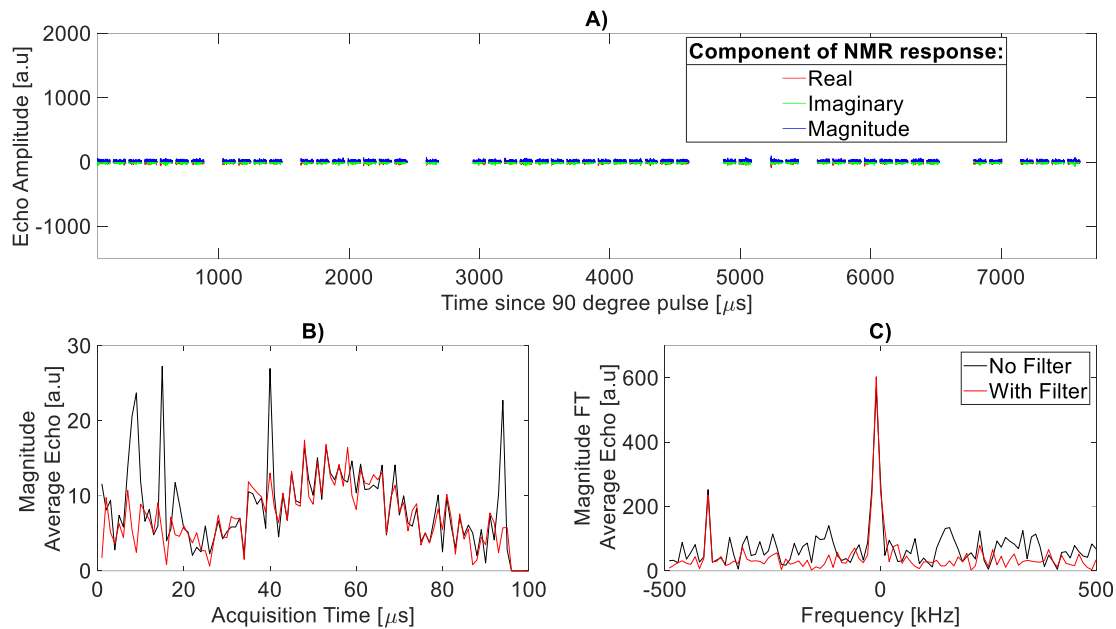 A)
2000
1000
0
-1000
Echo Amplitude [a.u]
Component of NMR response:
Real
Imaginary
Magnitude
1000 2000 3000 4000 5000 6000 7000
Time since 90 degree pulse [μs]
B)
30
20
10
0
Magnitude
Average Echo [a.u]
0 20 40 60 80 100
Acquisition Time [μs]
C)
600
400
200
0
Magnitude FT
Average Echo [a.u]
No Filter
With Filter
-500 0 500
Frequency [kHz]